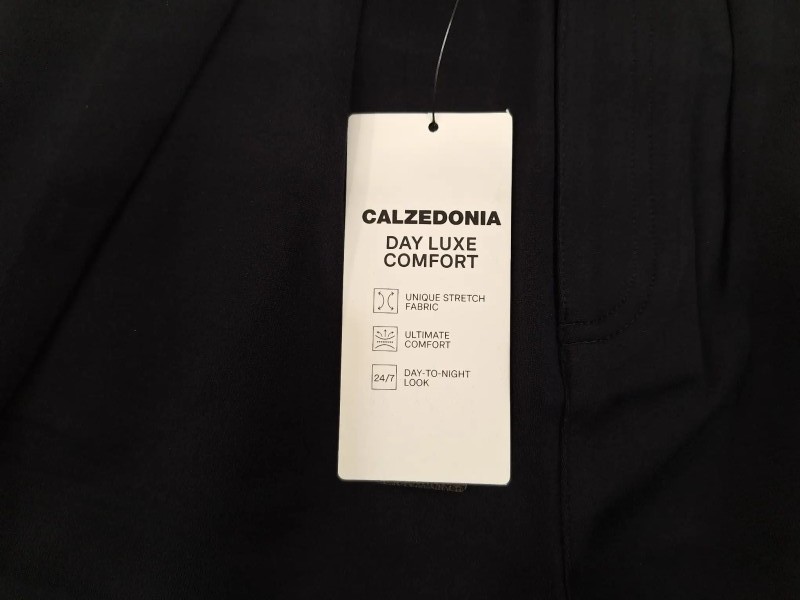 CALZEDONIA
DAY LUXE
COMFORT
UNIQUE STRETCH
FABRIC
ULTIMATE
COMFORT
24/7
DAY-TO-NIGHT
LOOK